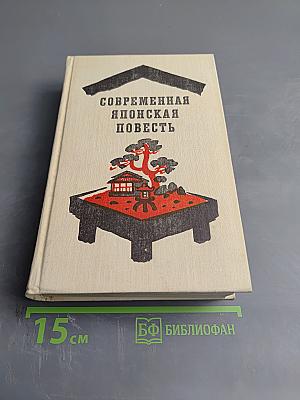 СОВРЕМЕННАЯ
ЯПОНСКАЯ
ПОВЕСТЬ
15 см
БФ БИБЛИОФАН